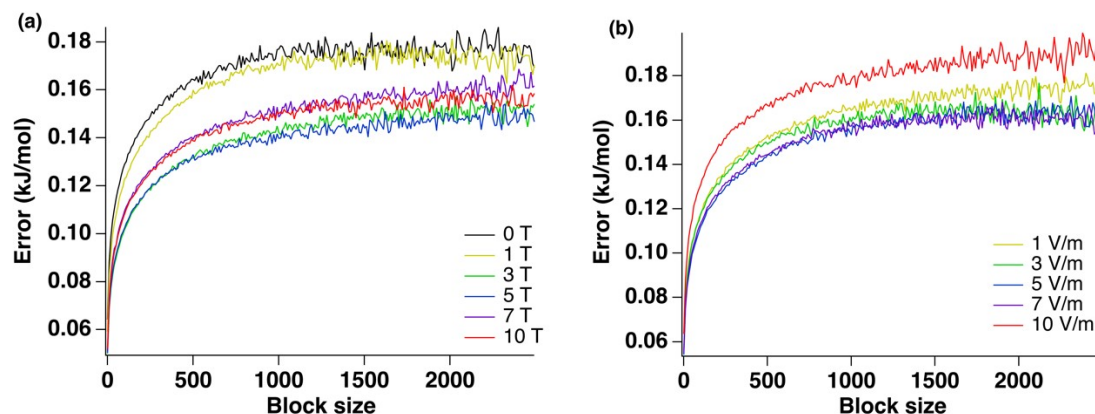 (a)
Error (kJ/mol)
0.18
0.16
0.14
0.12
0.10
0.08
0.06
0 T
1 T
3 T
5 T
7 T
10 T
0 500 1000 1500 2000
Block size
(b)
Error (kJ/mol)
0.18
0.16
0.14
0.12
0.10
0.08
0.06
1 V/m
3 V/m
5 V/m
7 V/m
10 V/m
0 500 1000 1500 2000
Block size